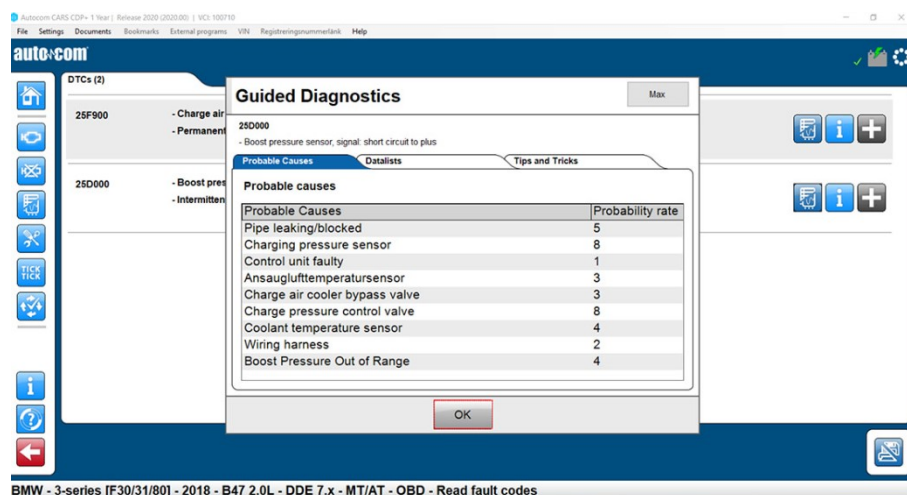 Autocom CARS CDP+ 1 Year | Release 2020 (2020.00) | VCI: 100710
File Settings Documents Bookmarks External programs VIN Registreringsnummerlänk Help
auto·com
DTCs (2)
25F900
- Charge air
- Permanent
25D000
- Boost pres
- Intermitten
Guided Diagnostics
Max
25D000
- Boost pressure sensor, signal: short circuit to plus
Probable Causes Datalists Tips and Tricks
Probable causes
Probable Causes Probability rate
Pipe leaking/blocked 5
Charging pressure sensor 8
Control unit faulty 1
Ansauglufttemperatursensor 3
Charge air cooler bypass valve 3
Charge pressure control valve 8
Coolant temperature sensor 4
Wiring harness 2
Boost Pressure Out of Range 4
OK
TICK
TICK
BMW - 3-series [F30/31/80] - 2018 - B47 2.0L - DDE 7.x - MT/AT - OBD - Read fault codes